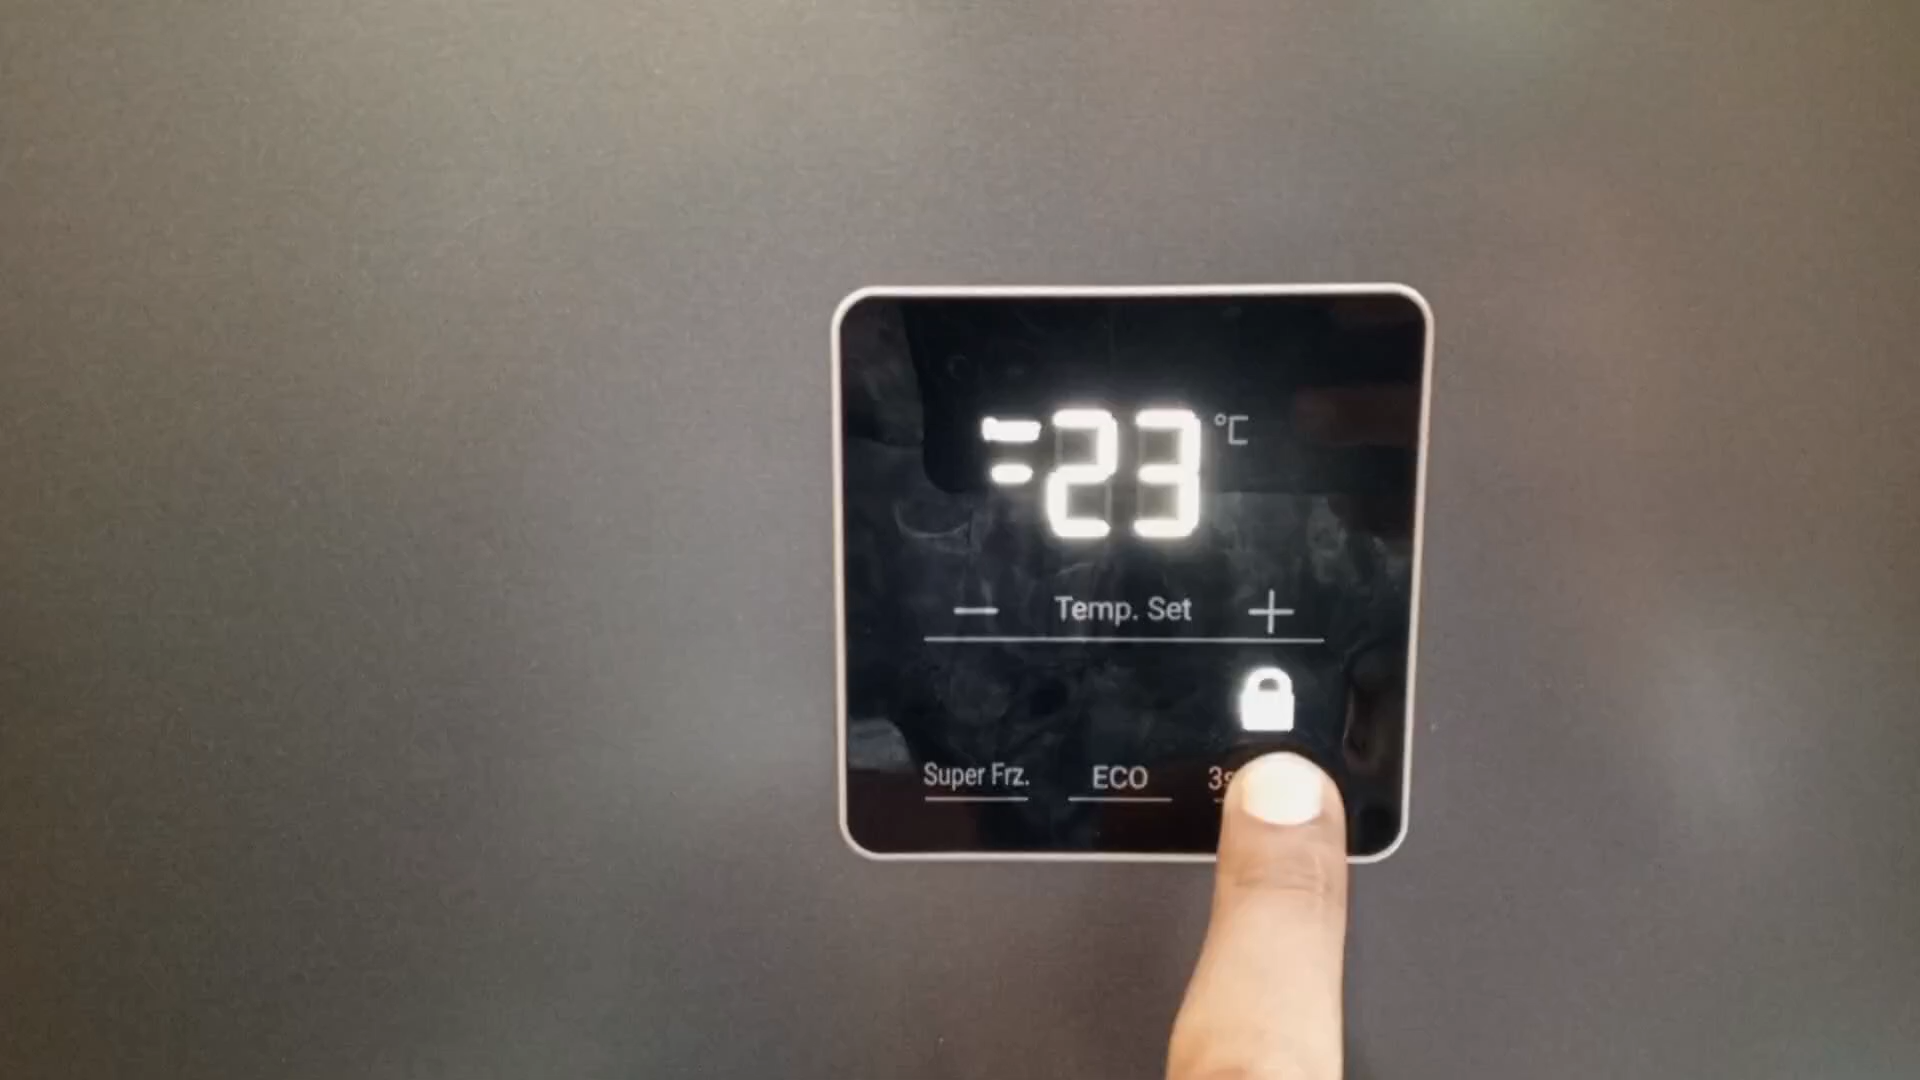 -23 °C
− Temp. Set +
Super Frz. ECO